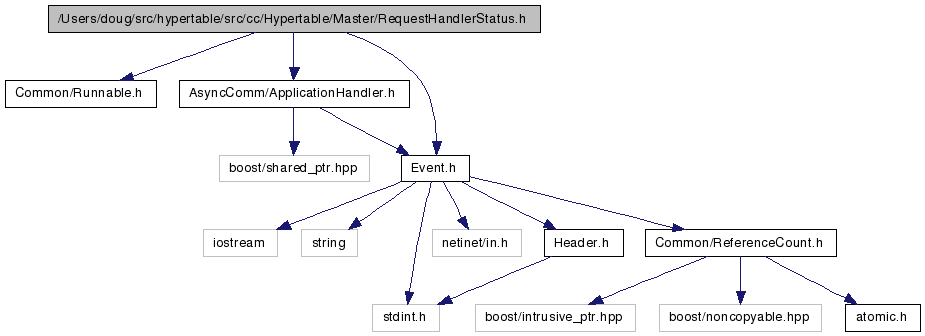 /Users/doug/src/hypertable/src/cc/Hypertable/Master/RequestHandlerStatus.h
Common/Runnable.h
AsyncComm/ApplicationHandler.h
boost/shared_ptr.hpp
Event.h
iostream
string
netinet/in.h
Header.h
Common/ReferenceCount.h
stdint.h
boost/intrusive_ptr.hpp
boost/noncopyable.hpp
atomic.h